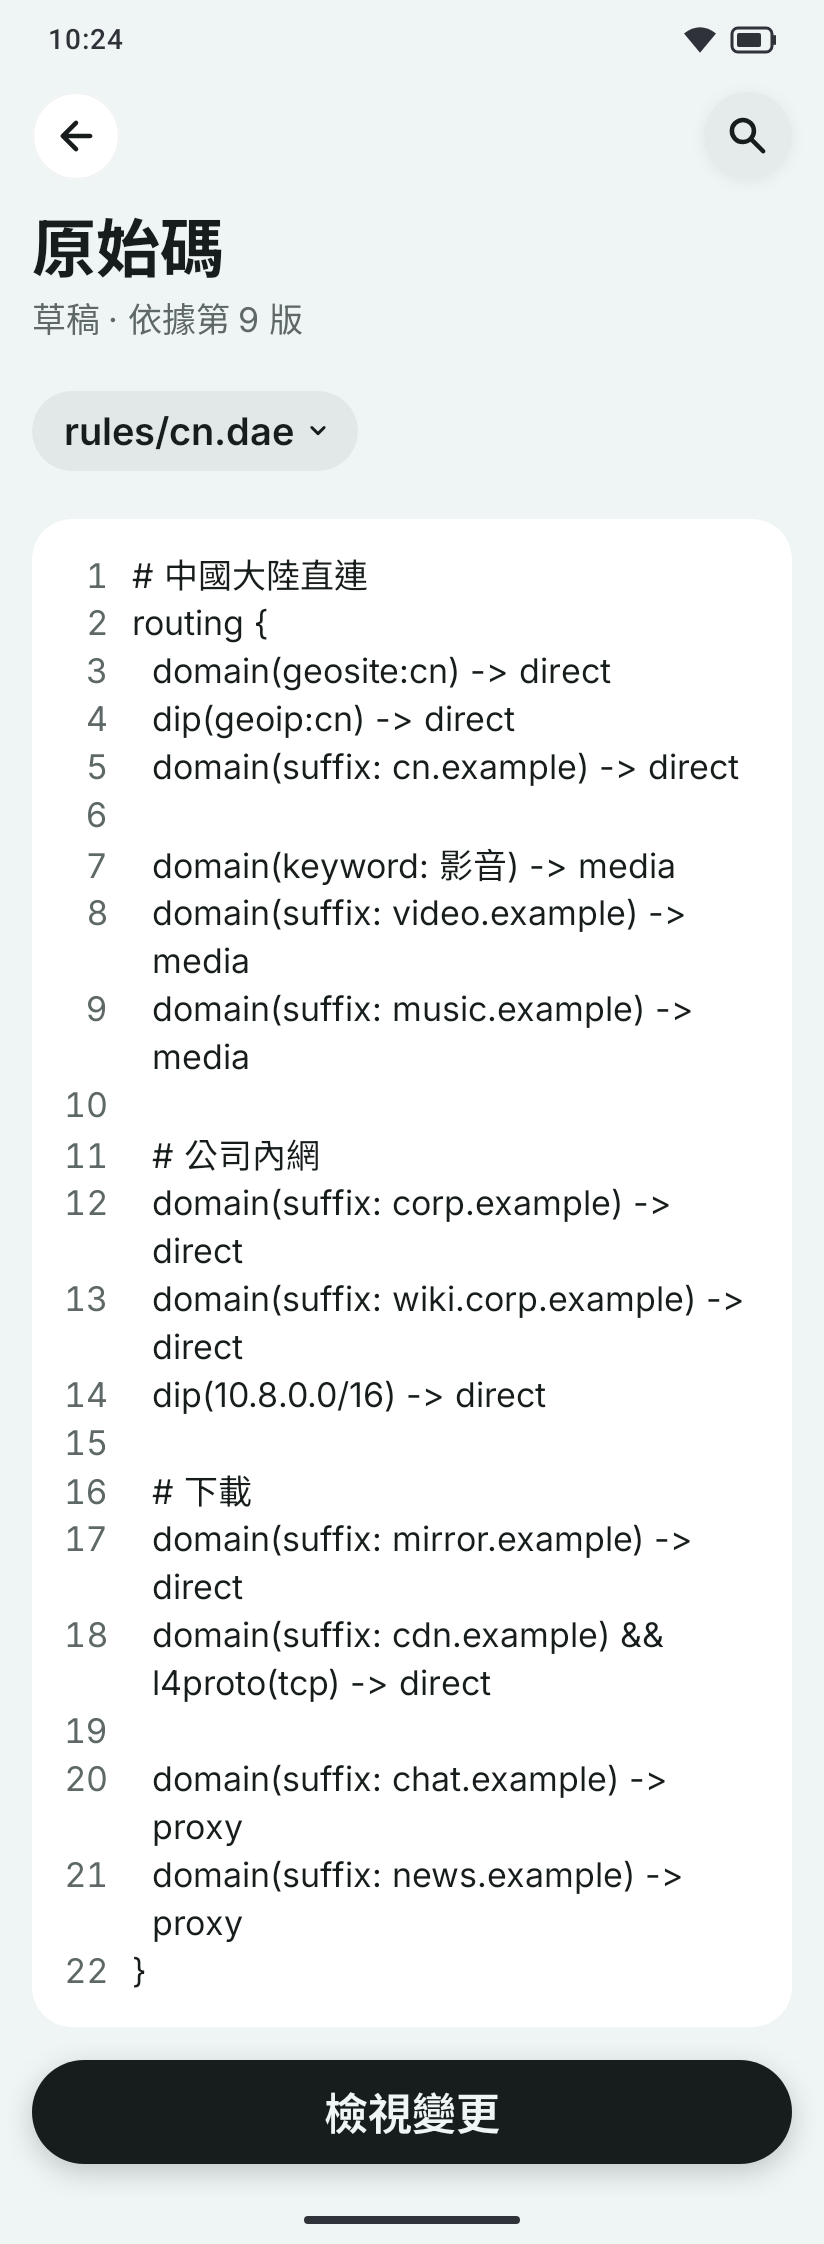 10:24
原始碼
草稿 · 依據第 9 版
rules/cn.dae
1 # 中國大陸直連
2 routing {
3 domain(geosite:cn) -> direct
4 dip(geoip:cn) -> direct
5 domain(suffix: cn.example) -> direct
6
7 domain(keyword: 影音) -> media
8 domain(suffix: video.example) ->
media
9 domain(suffix: music.example) ->
media
10
11 # 公司內網
12 domain(suffix: corp.example) ->
direct
13 domain(suffix: wiki.corp.example) ->
direct
14 dip(10.8.0.0/16) -> direct
15
16 # 下載
17 domain(suffix: mirror.example) ->
direct
18 domain(suffix: cdn.example) &&
l4proto(tcp) -> direct
19
20 domain(suffix: chat.example) ->
proxy
21 domain(suffix: news.example) ->
proxy
22 }
檢視變更